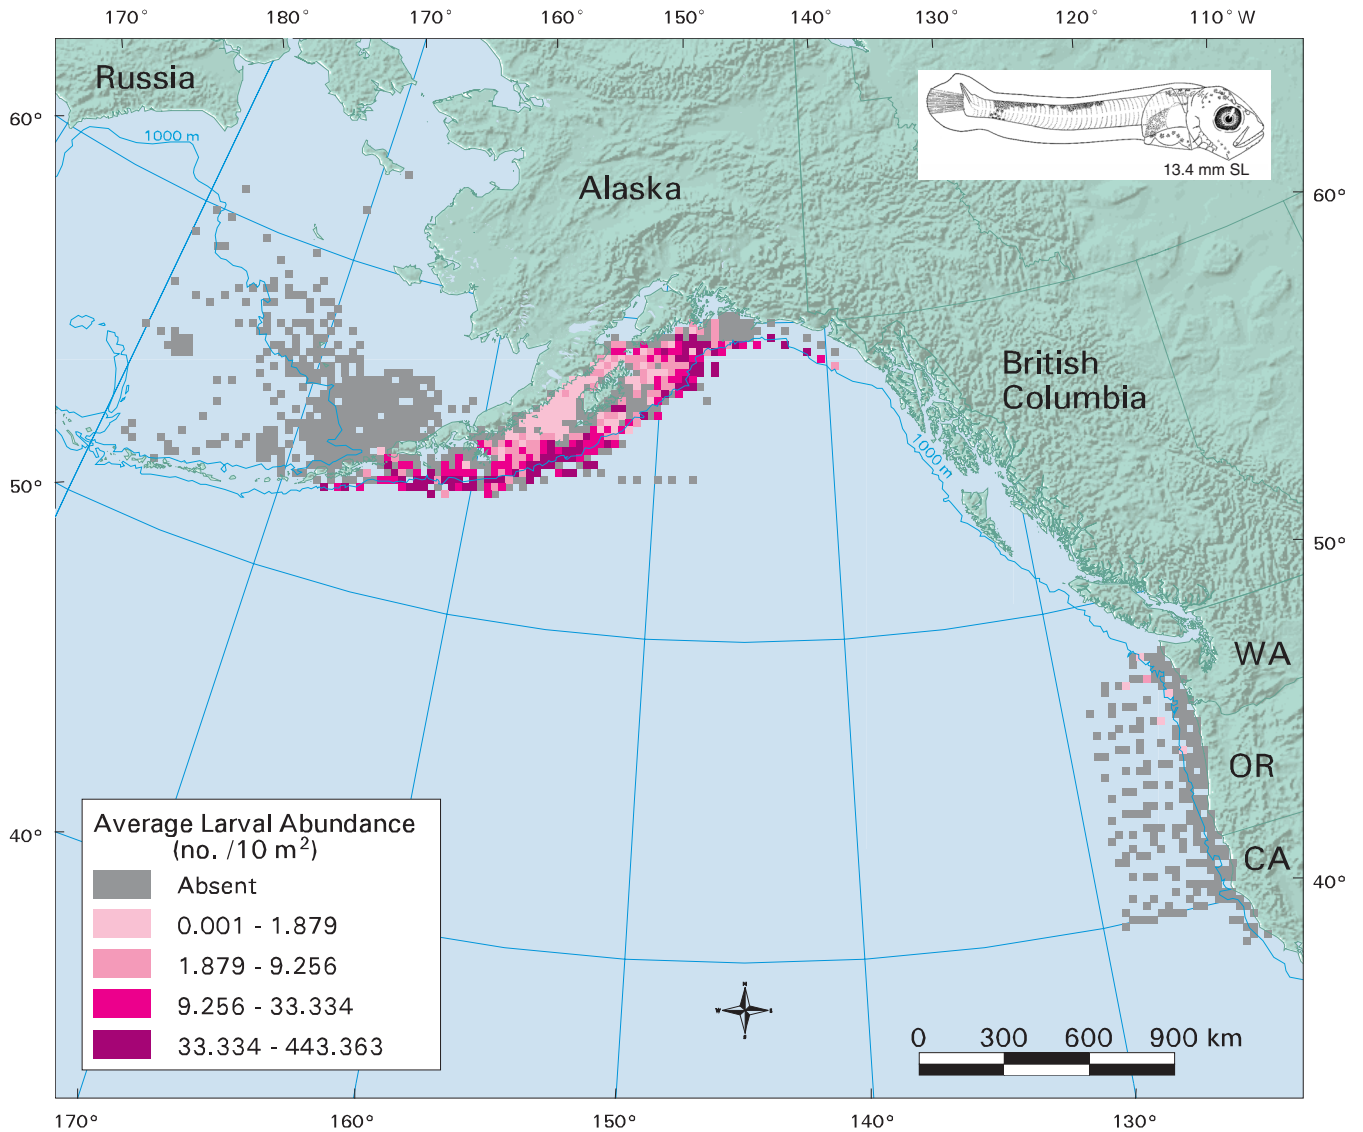 170° 180° 170° 160° 150° 140° 130° 120° 110° W
Russia
60°
1000 m
Alaska
13.4 mm SL
60°
British
Columbia
1000 m
50°
50°
WA
OR
CA
40°
40°
Average Larval Abundance
(no. /10 m²)
Absent
0.001 - 1.879
1.879 - 9.256
9.256 - 33.334
33.334 - 443.363
N
W
S
0 300 600 900 km
170° 160° 150° 140° 130°